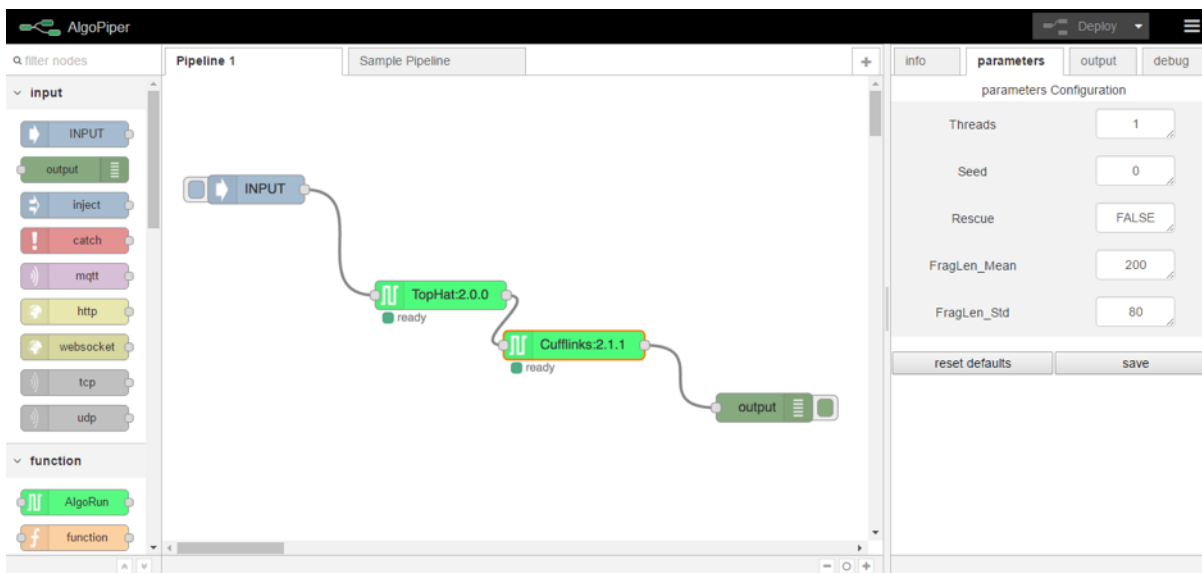 AlgoPiper
Deploy
filter nodes
Pipeline 1
Sample Pipeline
+
info
parameters
output
debug
input
INPUT
output
inject
catch
mqtt
http
websocket
tcp
udp
function
AlgoRun
function
INPUT
TopHat:2.0.0
ready
Cufflinks:2.1.1
ready
output
parameters Configuration
Threads
1
Seed
0
Rescue
FALSE
FragLen_Mean
200
FragLen_Std
80
reset defaults
save